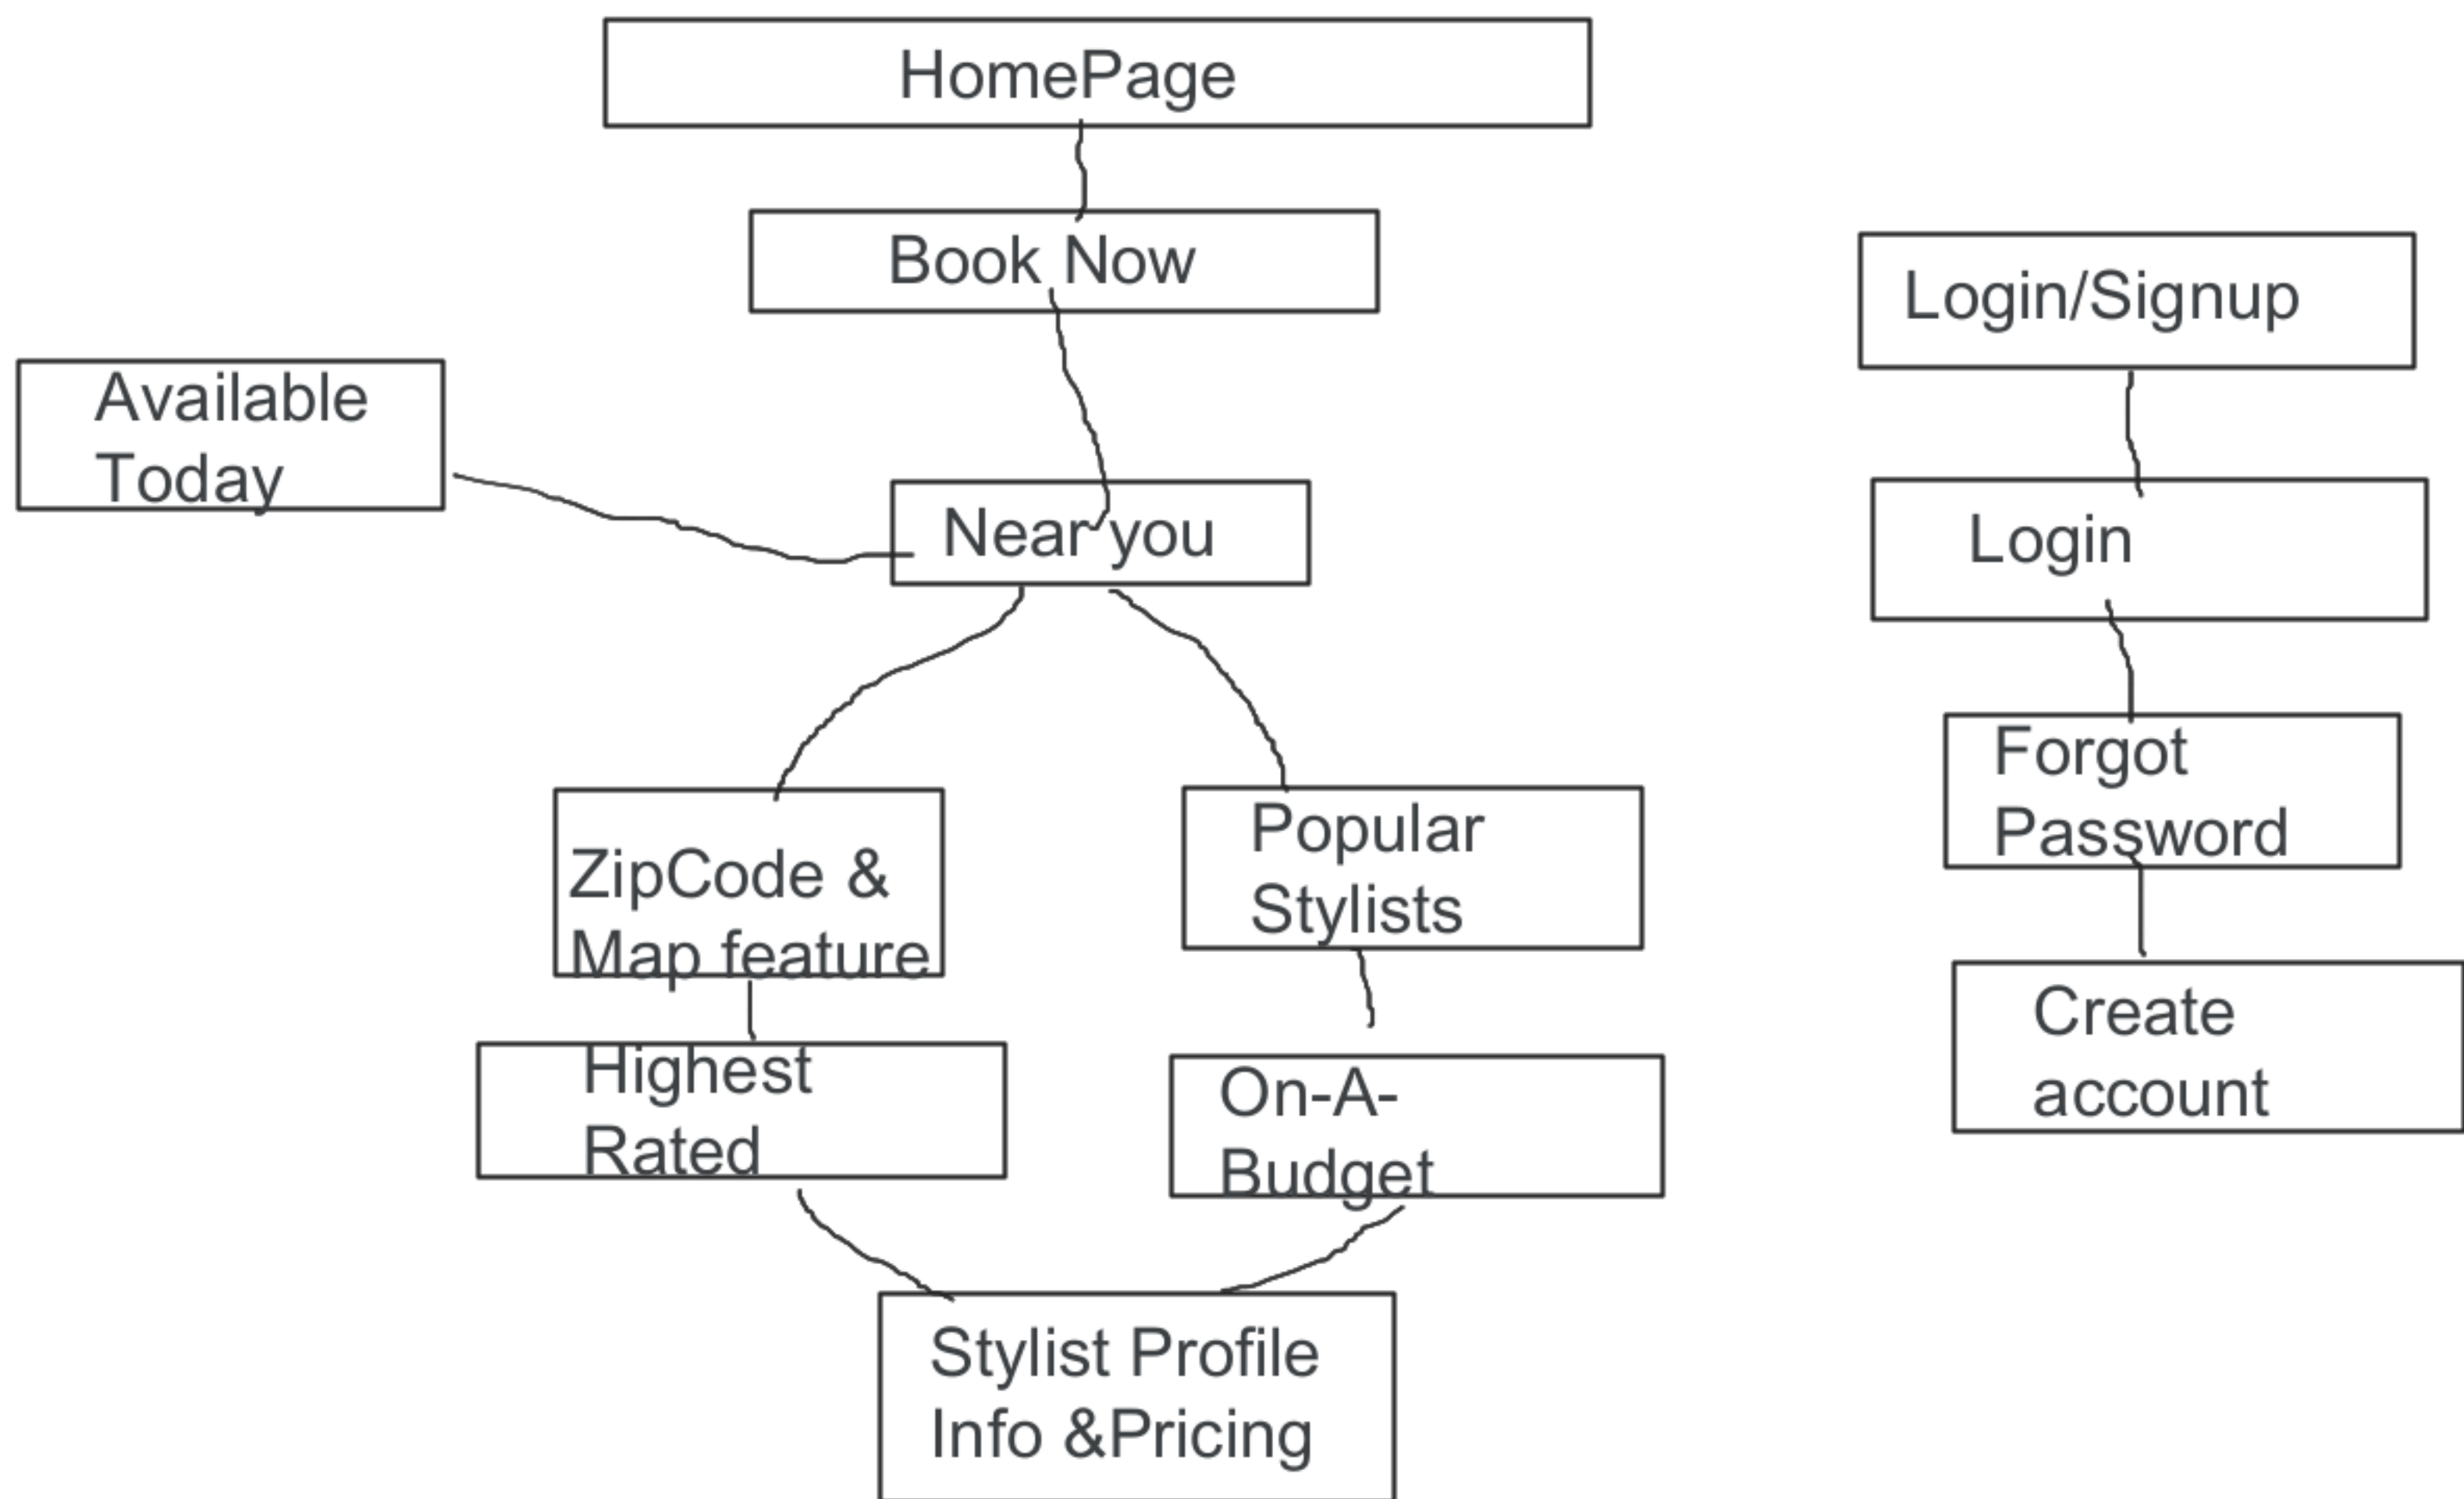 HomePage
Book Now
Login/Signup
Available
Today
Near you
Login
Forgot
Password
ZipCode &
Map feature
Popular
Stylists
Create
account
Highest
Rated
On-A-
Budget
Stylist Profile
Info &Pricing